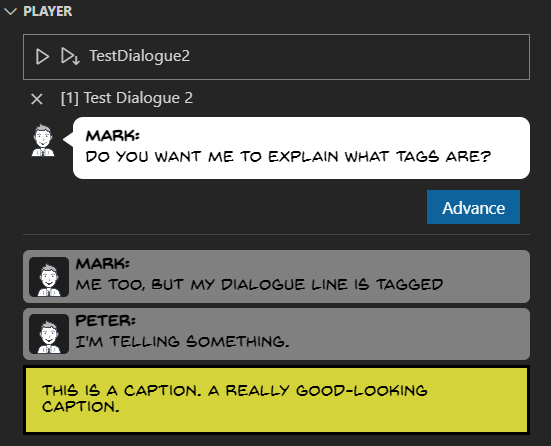 PLAYER
TestDialogue2
[1] Test Dialogue 2
MARK:
DO YOU WANT ME TO EXPLAIN WHAT TAGS ARE?
Advance
MARK:
ME TOO, BUT MY DIALOGUE LINE IS TAGGED
PETER:
I'M TELLING SOMETHING.
THIS IS A CAPTION. A REALLY GOOD-LOOKING
CAPTION.